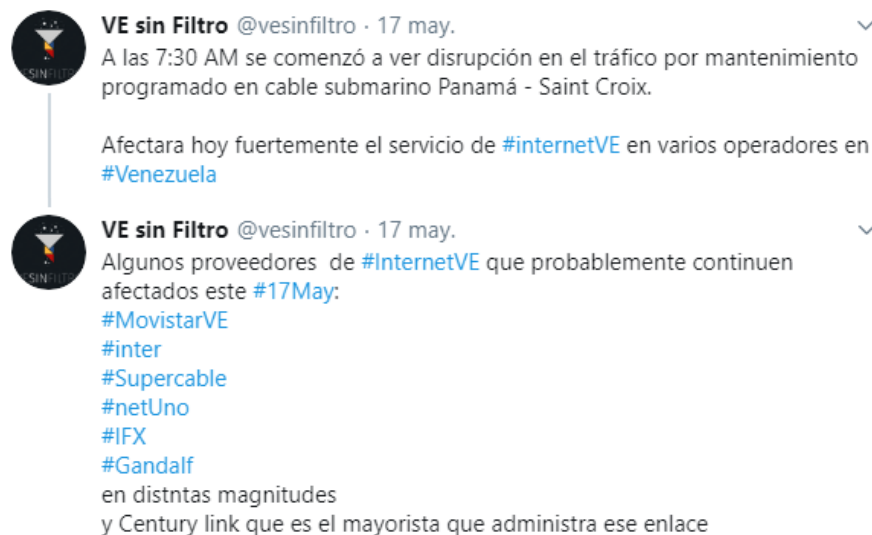 VE sin Filtro @vesinfiltro · 17 may.
A las 7:30 AM se comenzó a ver disrupción en el tráfico por mantenimiento
programado en cable submarino Panamá - Saint Croix.
Afectara hoy fuertemente el servicio de #internetVE en varios operadores en
#Venezuela
VE sin Filtro @vesinfiltro · 17 may.
Algunos proveedores de #InternetVE que probablemente continuen
afectados este #17May:
#MovistarVE
#inter
#Supercable
#netUno
#IFX
#Gandalf
en distntas magnitudes
y Century link que es el mayorista que administra ese enlace